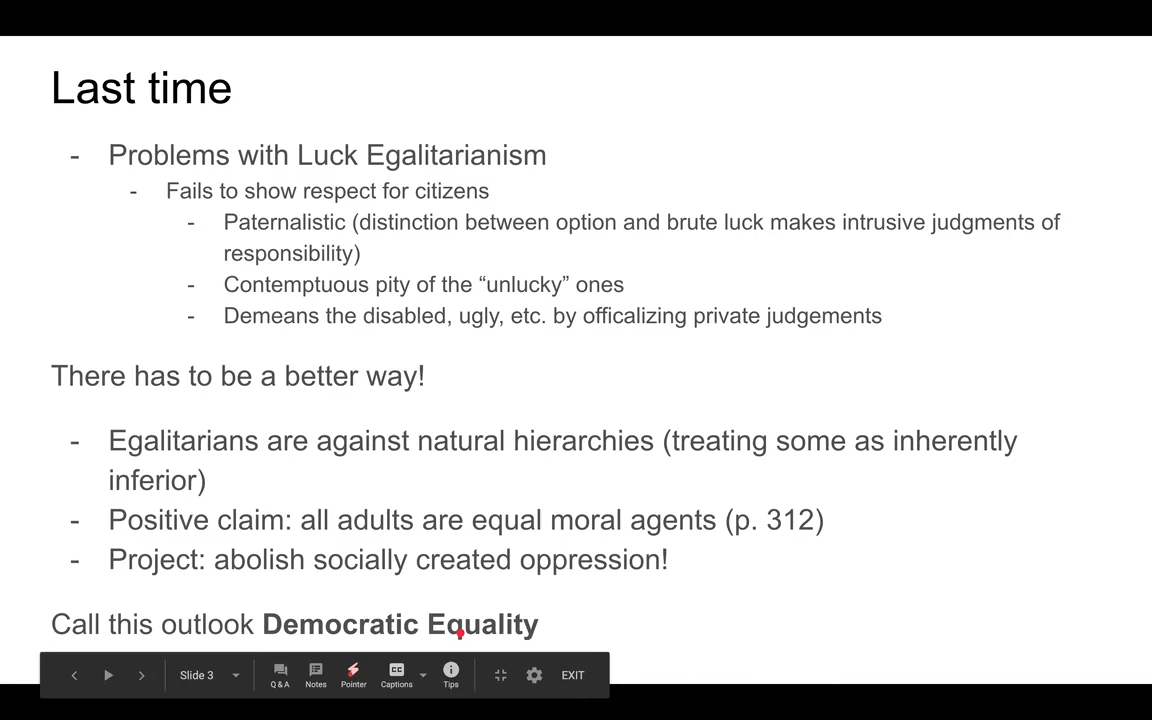 Last time
- Problems with Luck Egalitarianism
- Fails to show respect for citizens
- Paternalistic (distinction between option and brute luck makes intrusive judgments of
responsibility)
- Contemptuous pity of the “unlucky” ones
- Demeans the disabled, ugly, etc. by officalizing private judgements
There has to be a better way!
- Egalitarians are against natural hierarchies (treating some as inherently
inferior)
- Positive claim: all adults are equal moral agents (p. 312)
- Project: abolish socially created oppression!
Call this outlook Democratic Equality
Slide 3 Q & A Notes Pointer CC Captions Tips EXIT